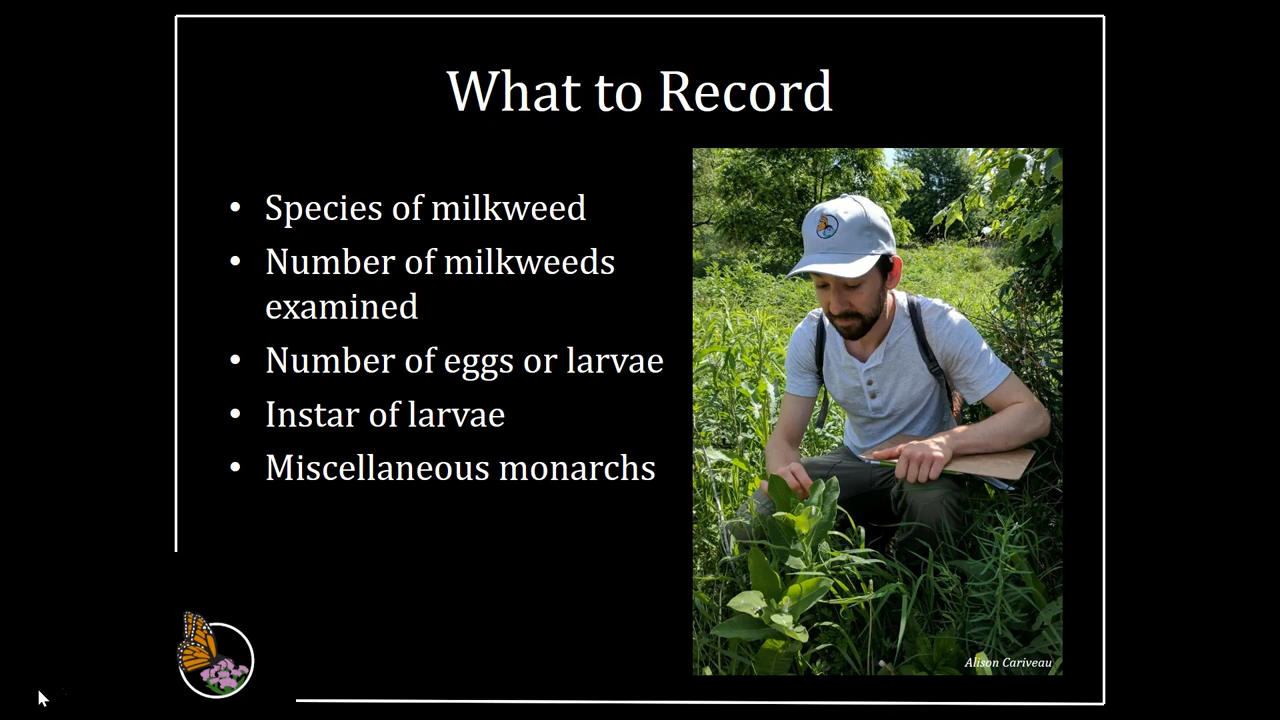 What to Record
• Species of milkweed
• Number of milkweeds
examined
• Number of eggs or larvae
• Instar of larvae
• Miscellaneous monarchs
Alison Cariveau